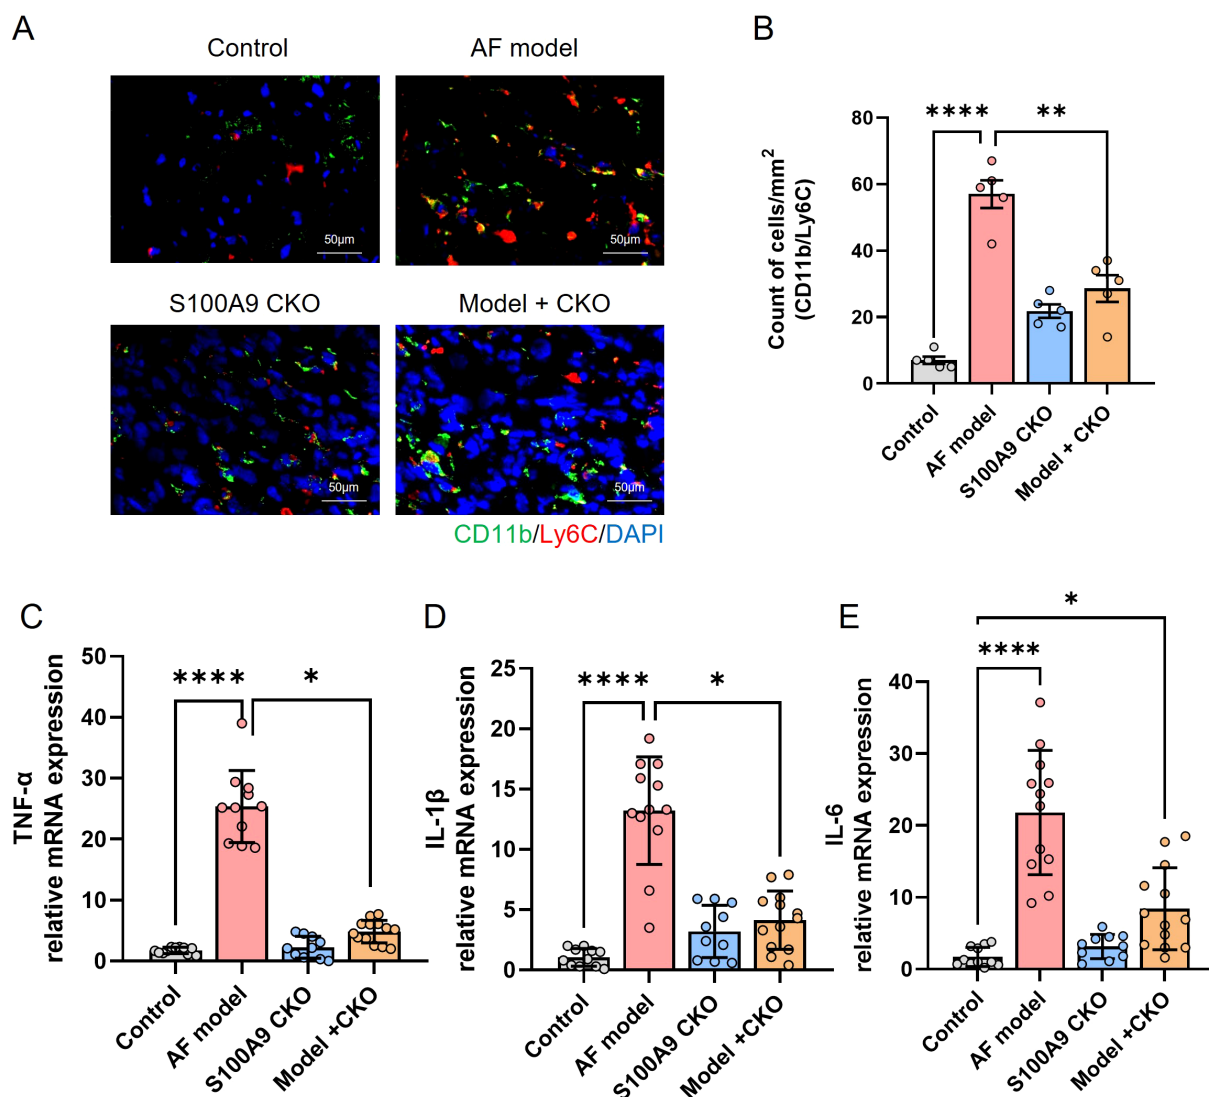 A
Control
AF model
50µm
50µm
S100A9 CKO
Model + CKO
50µm
50µm
CD11b/Ly6C/DAPI
B
Count of cells/mm²
(CD11b/Ly6C)
80
60
40
20
0
****
**
Control
AF model
S100A9 CKO
Model + CKO
C
TNF-α
relative mRNA expression
50
40
30
20
10
0
****
*
Control
AF model
S100A9 CKO
Model +CKO
D
IL-1β
relative mRNA expression
25
20
15
10
5
0
****
*
Control
AF model
S100A9 CKO
Model +CKO
E
IL-6
relative mRNA expression
40
30
20
10
0
*
****
Control
AF model
S100A9 CKO
Model +CKO